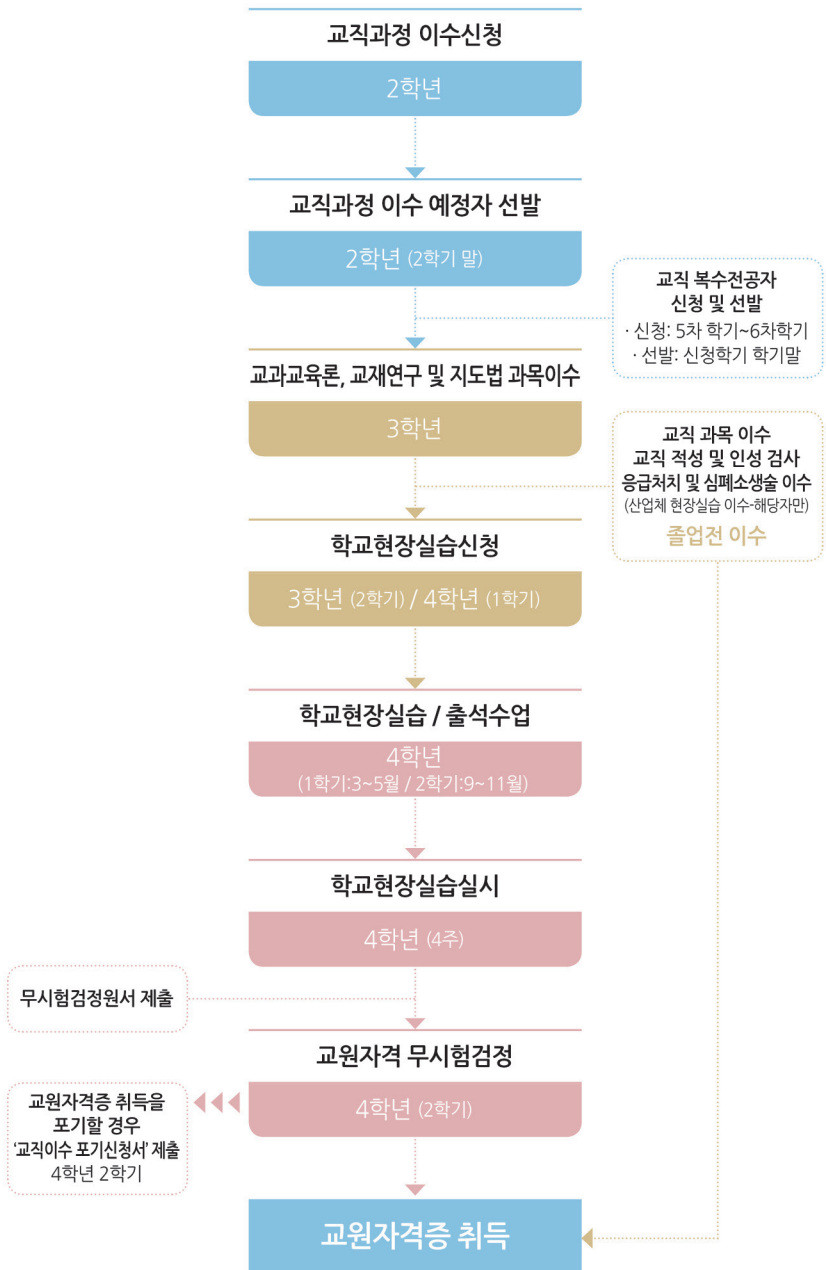 교직과정 이수신청
2학년
교직과정 이수 예정자 선발
2학년 (2학기 말)
교직 복수전공자
신청 및 선발
· 신청: 5차 학기~6차학기
· 선발: 신청학기 학기말
교과교육론, 교재연구 및 지도법 과목이수
3학년
교직 과목 이수
교직 적성 및 인성 검사
응급처치 및 심폐소생술 이수
(산업체 현장실습 이수-해당자만)
졸업전 이수
학교현장실습신청
3학년 (2학기) / 4학년 (1학기)
학교현장실습 / 출석수업
4학년
(1학기:3~5월 / 2학기:9~11월)
학교현장실습실시
4학년 (4주)
무시험검정원서 제출
교원자격 무시험검정
4학년 (2학기)
교원자격증 취득을
포기할 경우
‘교직이수 포기신청서’ 제출
4학년 2학기
교원자격증 취득